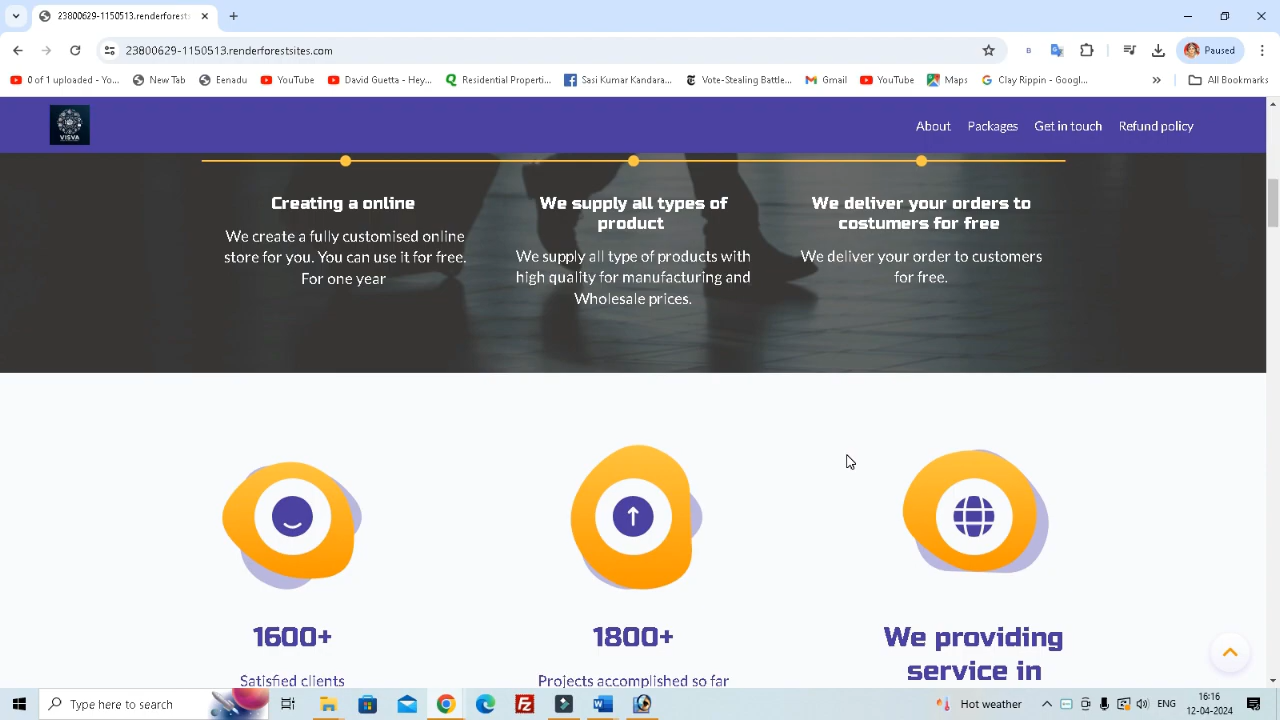 23800629-1150513.renderforests
23800629-1150513.renderforestsites.com
Paused
0 of 1 uploaded - Yo...
New Tab
Eenadu
YouTube
David Guetta - Hey...
Residential Properti...
Sasi Kumar Kandara...
Vote-Stealing Battle...
YouTube
Gmail
Maps
Clay Rippin - Googl...
All Bookmarks
VISVA
About
Packages
Get in touch
Refund policy
Creating a online
We create a fully customised online
store for you. You can use it for free.
For one year
We supply all types of
product
We supply all type of products with
high quality for manufacturing and
Wholesale prices.
We deliver your orders to
costumers for free
We deliver your order to customers
for free.
1600+
Satisfied clients
1800+
Projects accomplished so far
We providing
service in
Type here to search
Hot weather
ENG
16:16
12-04-2024